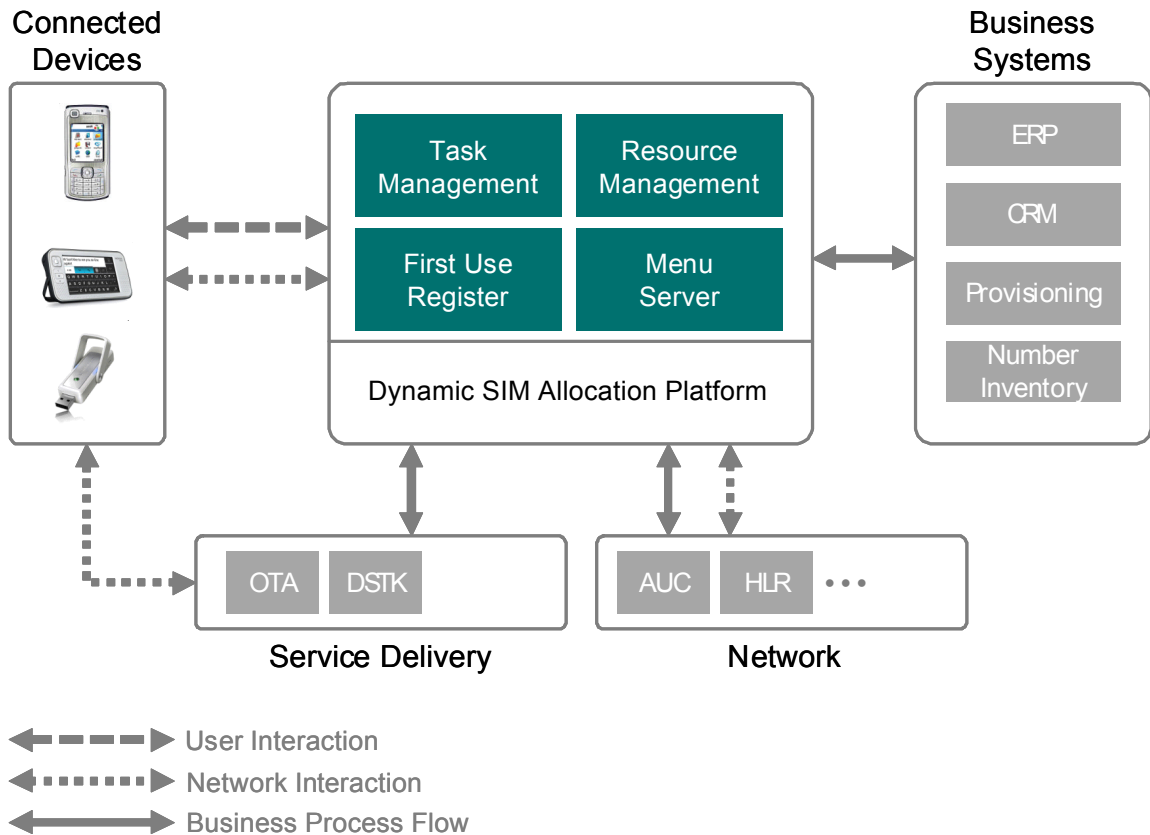 Connected
Devices
Business
Systems
Task
Management
Resource
Management
First Use
Register
Menu
Server
Dynamic SIM Allocation Platform
ERP
CRM
Provisioning
Number
Inventory
OTA
DSTK
Service Delivery
AUC
HLR
•••
Network
User Interaction
Network Interaction
Business Process Flow